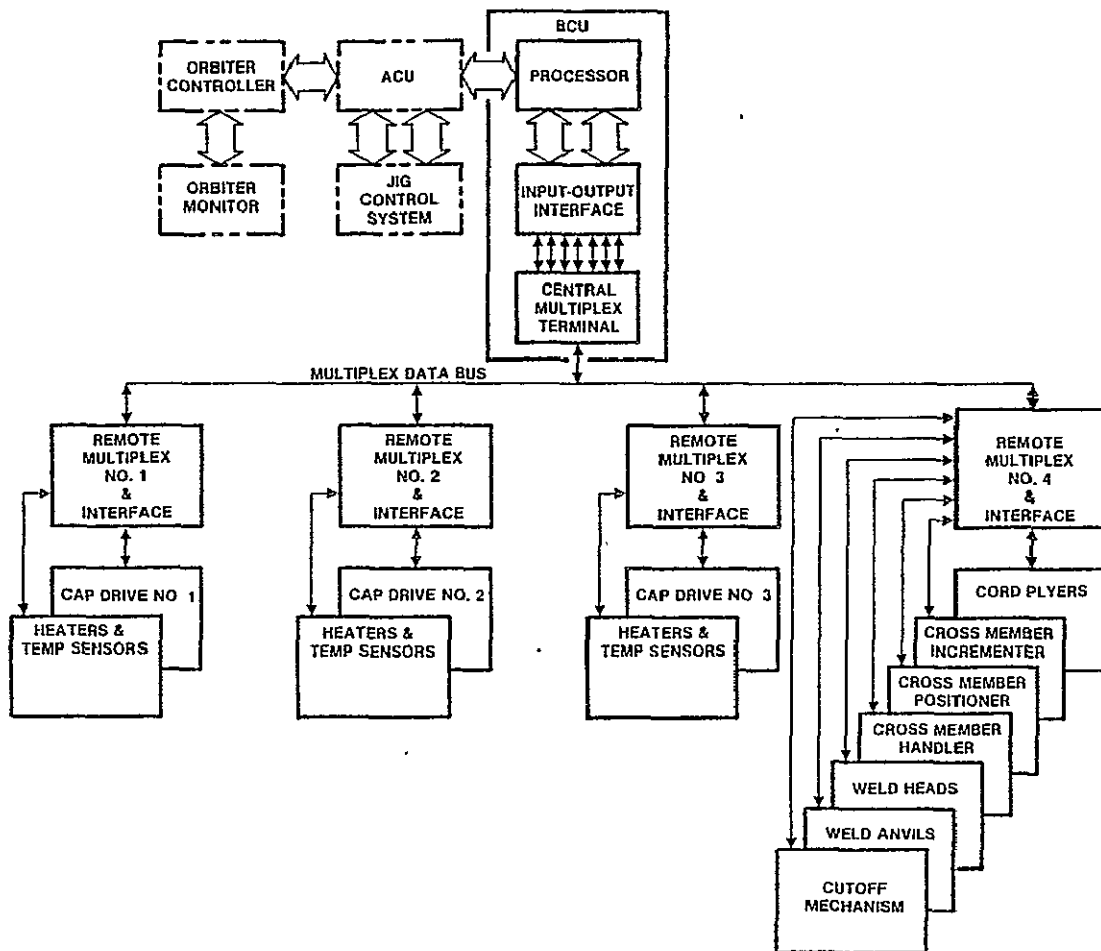 BCU
ORBITER
CONTROLLER
ACU
PROCESSOR
ORBITER
MONITOR
JIG
CONTROL
SYSTEM
INPUT-OUTPUT
INTERFACE
CENTRAL
MULTIPLEX
TERMINAL
MULTIPLEX DATA BUS
REMOTE
MULTIPLEX
NO. 1
&
INTERFACE
REMOTE
MULTIPLEX
NO. 2
&
INTERFACE
REMOTE
MULTIPLEX
NO 3
&
INTERFACE
REMOTE
MULTIPLEX
NO. 4
&
INTERFACE
CAP DRIVE NO 1
HEATERS &
TEMP SENSORS
CAP DRIVE NO. 2
HEATERS &
TEMP SENSORS
CAP DRIVE NO 3
HEATERS &
TEMP SENSORS
CORD PLYERS
CROSS MEMBER
INCREMENTER
CROSS MEMBER
POSITIONER
CROSS MEMBER
HANDLER
WELD HEADS
WELD ANVILS
CUTOFF
MECHANISM